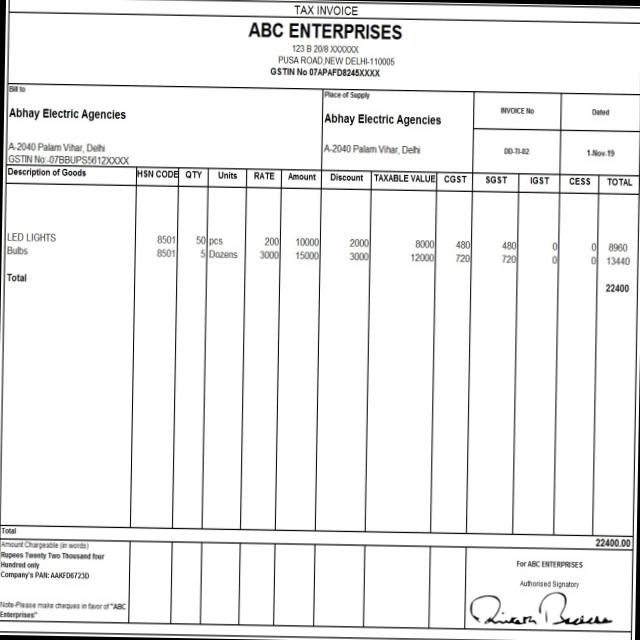 TAX INVOICE
ABC ENTERPRISES
123 B 20/8 XXXXXX
PUSA ROAD,NEW DELHI-110005
GSTIN No 07APAFD8245XXXX
Bill to
Abhay Electric Agencies
A-2040 Palam Vihar, Delhi
GSTIN No:-07BBUPS5612XXXX
Place of Supply
Abhay Electric Agencies
A-2040 Palam Vihar, Delhi
INVOICE No Dated
DD-TI-02 1-Nov-19
Description of Goods HSN CODE QTY Units RATE Amount Discount TAXABLE VALUE CGST SGST IGST CESS TOTAL
LED LIGHTS 8501 50 pcs 200 10000 2000 8000 480 480 0 0 8960
Bulbs 8501 5 Dozens 3000 15000 3000 12000 720 720 0 0 13440
Total 22400
Total 22400.00
Amount Chargeable (in words)
Rupees Twenty Two Thousand four
Hundred only
Company's PAN: AAKFD6723D
Note-Please make cheques in favor of "ABC
Enterprises"
For ABC ENTERPRISES
Authorised Signatory